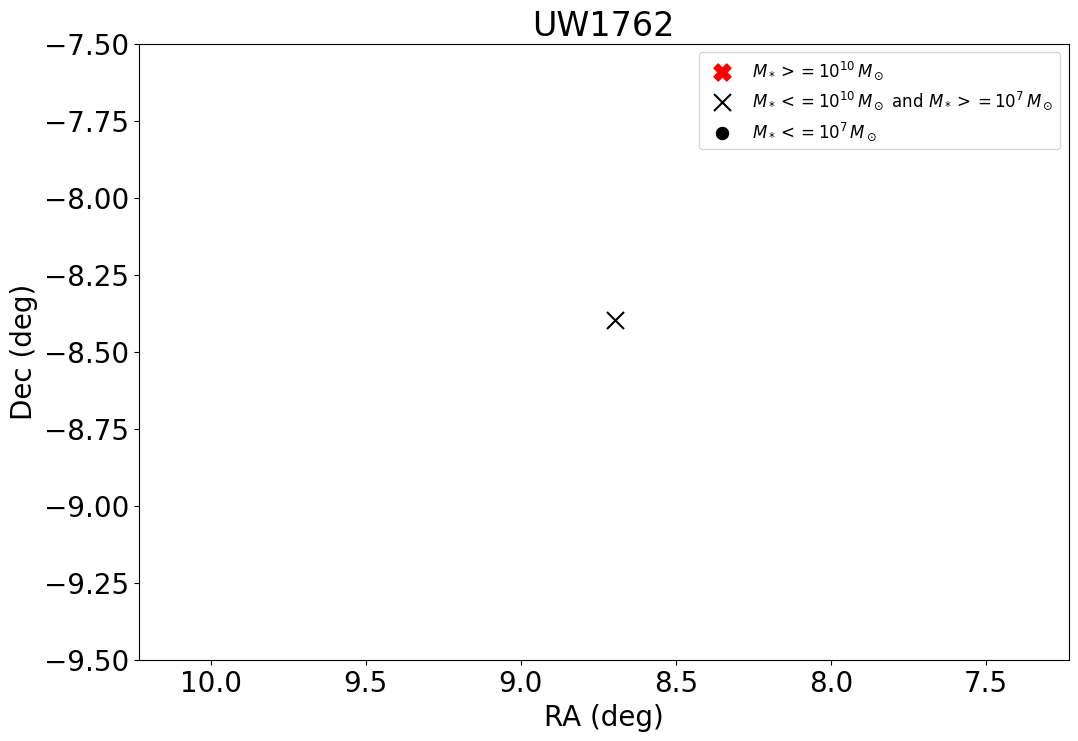 UW1762
−7.50
−7.75
−8.00
−8.25
−8.50
−8.75
−9.00
−9.25
−9.50
Dec (deg)
M* >= 10^10 M⊙
M* <= 10^10 M⊙ and M* >= 10^7 M⊙
M* <= 10^7 M⊙
10.0 9.5 9.0 8.5 8.0 7.5
RA (deg)